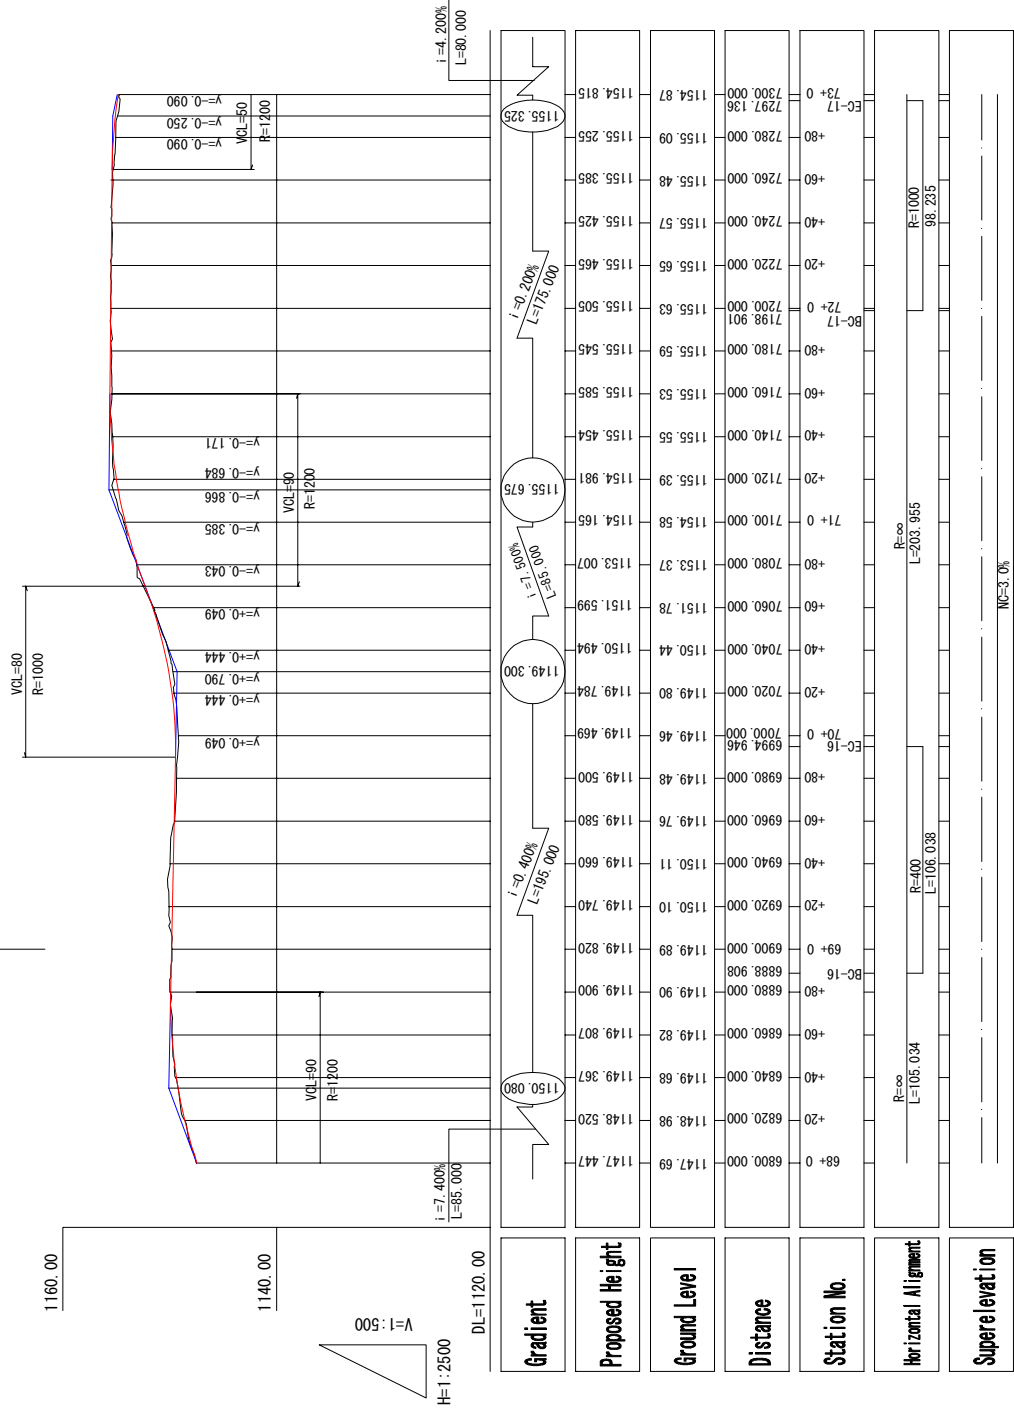 1160.00
1140.00
DL=1120.00
H=1:2500
V=1:500
VCL=90
R=1200
VCL=80
R=1000
VCL=90
R=1200
VCL=50
R=1200
y=+0.049
y=+0.444
y=+0.790
y=+0.444
y=+0.049
y=-0.043
y=-0.385
y=-0.866
y=-0.684
y=-0.171
y=-0.090
y=-0.250
y=-0.090
Gradient
i=7.400%
L=85.000
1150.080
i=0.400%
L=195.000
1149.300
i=7.500%
L=85.000
1155.675
i=0.200%
L=175.000
1155.325
i=4.200%
L=80.000
Proposed Height
1147.447
1148.520
1149.367
1149.807
1149.900
1149.820
1149.740
1149.660
1149.580
1149.500
1149.469
1149.784
1150.494
1151.599
1153.007
1154.165
1154.981
1155.454
1155.585
1155.545
1155.505
1155.465
1155.425
1155.385
1155.255
1154.815
Ground Level
1147.69
1148.98
1149.68
1149.82
1149.90
1149.89
1150.10
1150.11
1149.76
1149.48
1149.46
1149.80
1150.44
1151.78
1153.37
1154.58
1155.39
1155.55
1155.53
1155.59
1155.63
1155.65
1155.57
1155.48
1155.09
1154.87
Distance
6800.000
6820.000
6840.000
6860.000
6880.000
6888.908
6900.000
6920.000
6940.000
6960.000
6980.000
6994.946
7000.000
7020.000
7040.000
7060.000
7080.000
7100.000
7120.000
7140.000
7160.000
7180.000
7198.901
7200.000
7220.000
7240.000
7260.000
7280.000
7297.136
7300.000
Station No.
68+ 0
+20
+40
+60
+80
BC-16
69+ 0
+20
+40
+60
+80
EC-16
70+ 0
+20
+40
+60
+80
71+ 0
+20
+40
+60
+80
BC-17
72+ 0
+20
+40
+60
+80
EC-17
73+ 0
Horizontal Alignment
R=∞
L=105.034
R=400
L=106.038
R=∞
L=203.955
R=1000
98.235
Superelevation
NC=3.0%